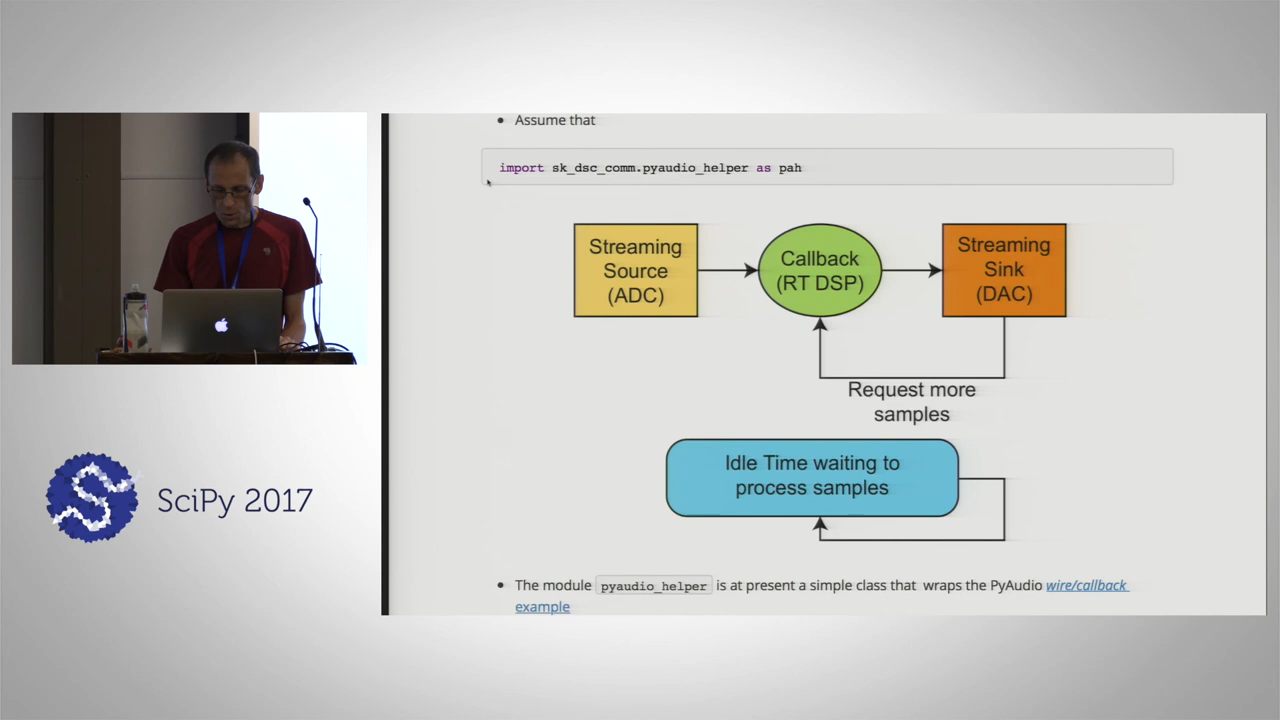 • Assume that
import sk_dsc_comm.pyaudio_helper as pah
Streaming
Source
(ADC)
Callback
(RT DSP)
Streaming
Sink
(DAC)
Request more
samples
Idle Time waiting to
process samples
• The module pyaudio_helper is at present a simple class that wraps the PyAudio wire/callback
example
SciPy 2017